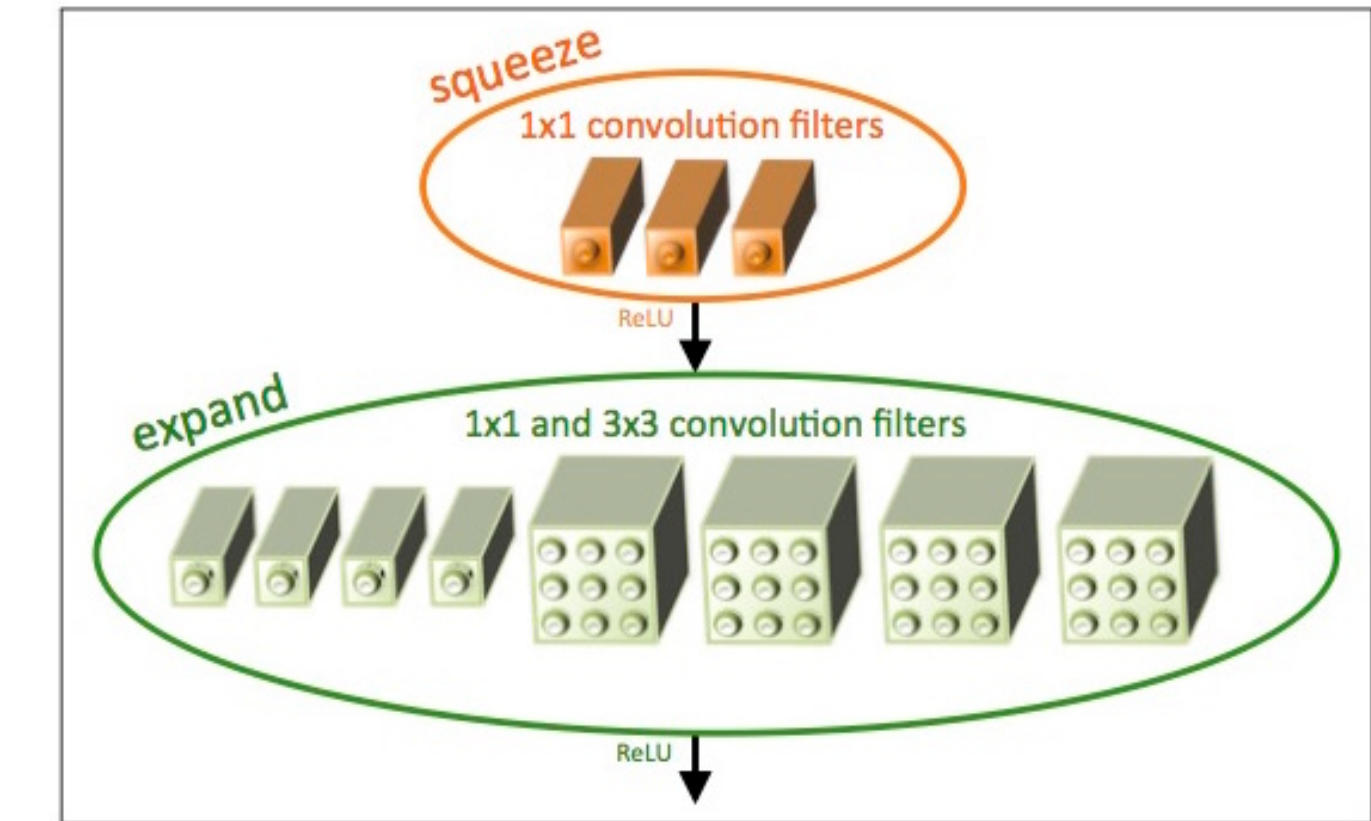 squeeze
1x1 convolution filters
ReLU
expand
1x1 and 3x3 convolution filters
ReLU